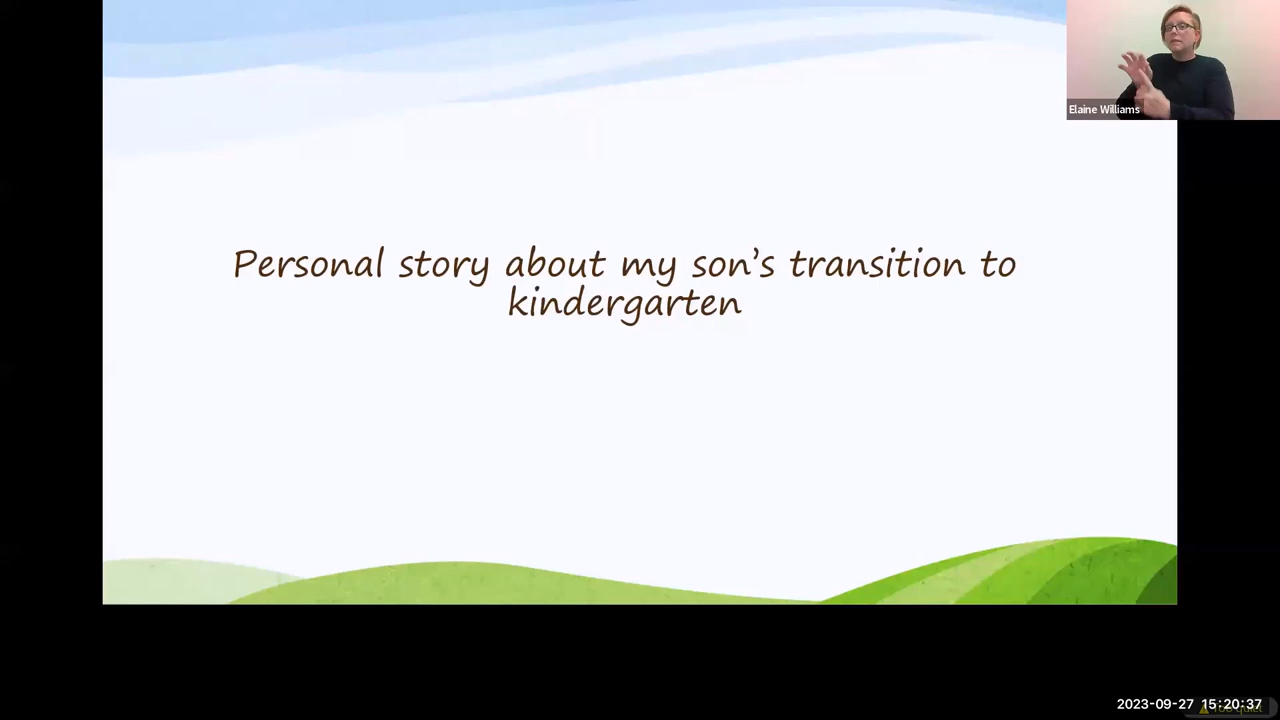 Elaine Williams
Personal story about my son's transition to
kindergarten
2023-09-27 15:20:37